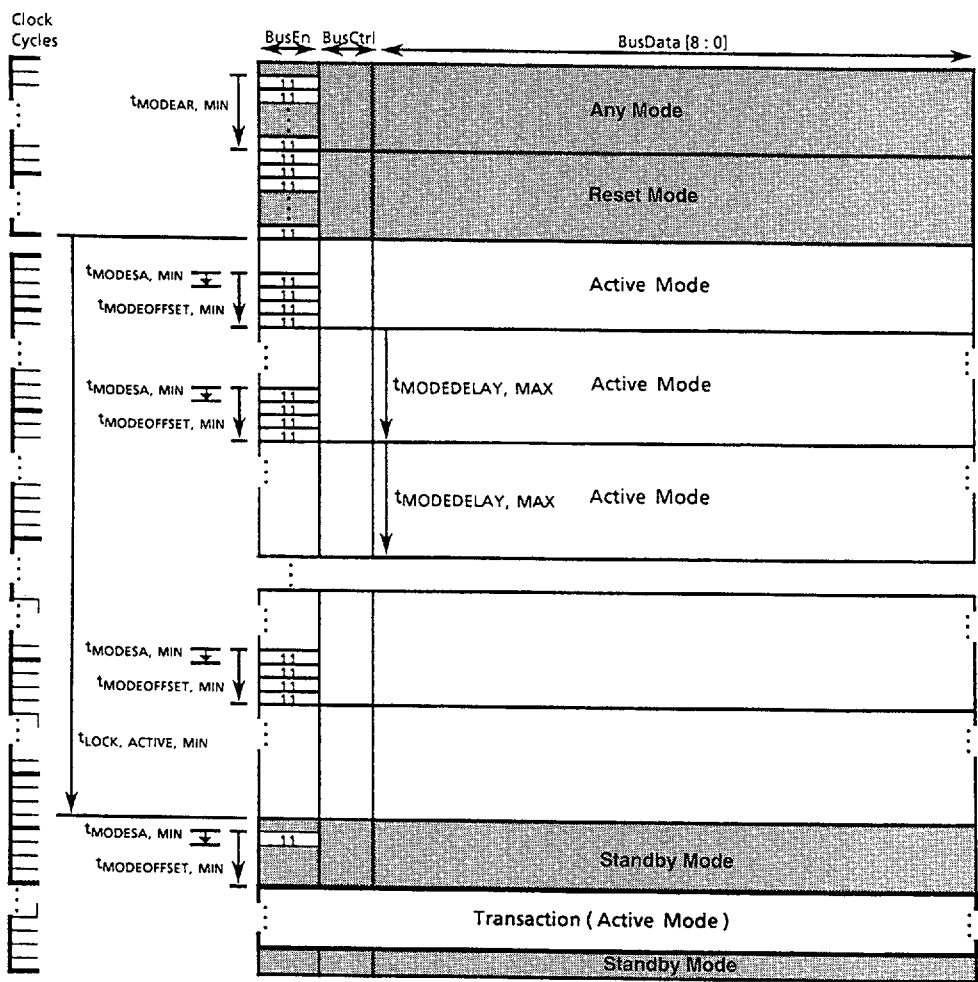 Clock
Cycles
BusEn BusCtrl BusData [8 : 0]
11
11
tMODEAR, MIN
Any Mode
11
11
11
11
Reset Mode
11
tMODESA, MIN
11
Active Mode
11
tMODEOFFSET, MIN
11
11
tMODESA, MIN
tMODEDELAY, MAX
Active Mode
11
11
tMODEOFFSET, MIN
11
11
tMODEDELAY, MAX
Active Mode
tMODESA, MIN
11
11
tMODEOFFSET, MIN
11
11
tLOCK, ACTIVE, MIN
tMODESA, MIN
11
tMODEOFFSET, MIN
Standby Mode
Transaction ( Active Mode )
Standby Mode